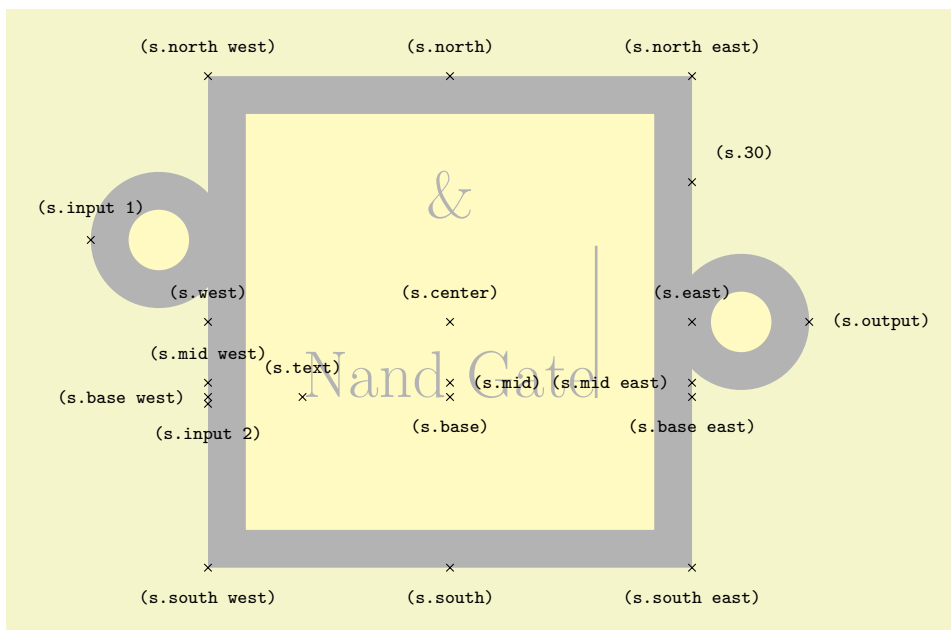 (s.north west) (s.north) (s.north east)
(s.30)
&
(s.input 1)
(s.west) (s.center) (s.east)
(s.output)
(s.mid west)
(s.text)
Nand Gate
(s.mid) (s.mid east)
(s.base west)
(s.base) (s.base east)
(s.input 2)
(s.south west) (s.south) (s.south east)